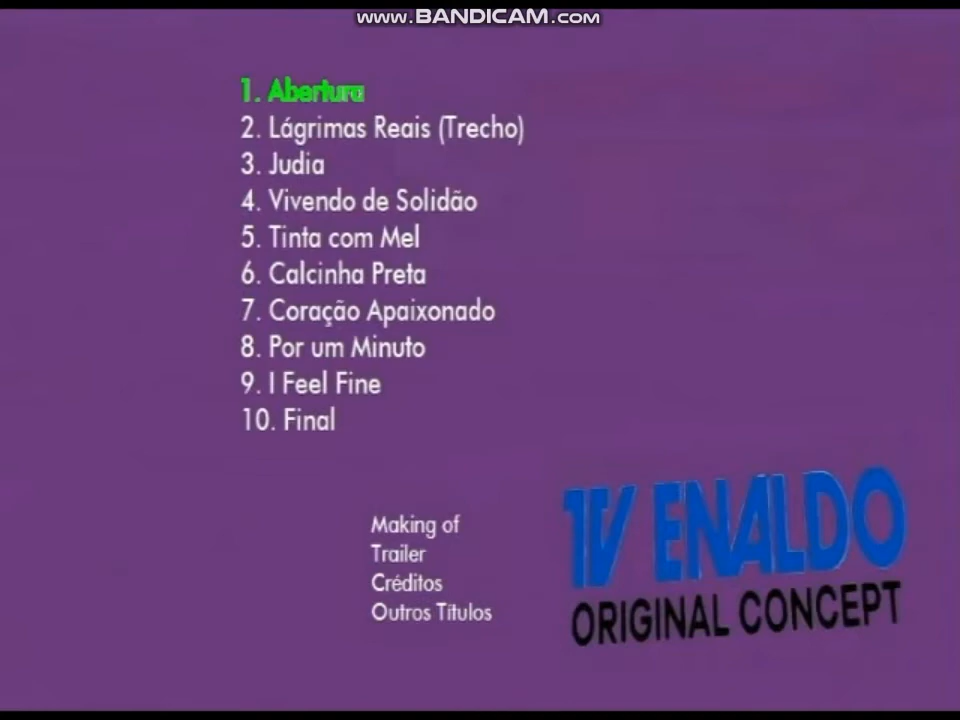 www.BANDICAM.com
1. Abertura
2. Lágrimas Reais (Trecho)
3. Judia
4. Vivendo de Solidão
5. Tinta com Mel
6. Calcinha Preta
7. Coração Apaixonado
8. Por um Minuto
9. I Feel Fine
10. Final
Making of
Trailer
Créditos
Outros Títulos
TV ENALDO
ORIGINAL CONCEPT